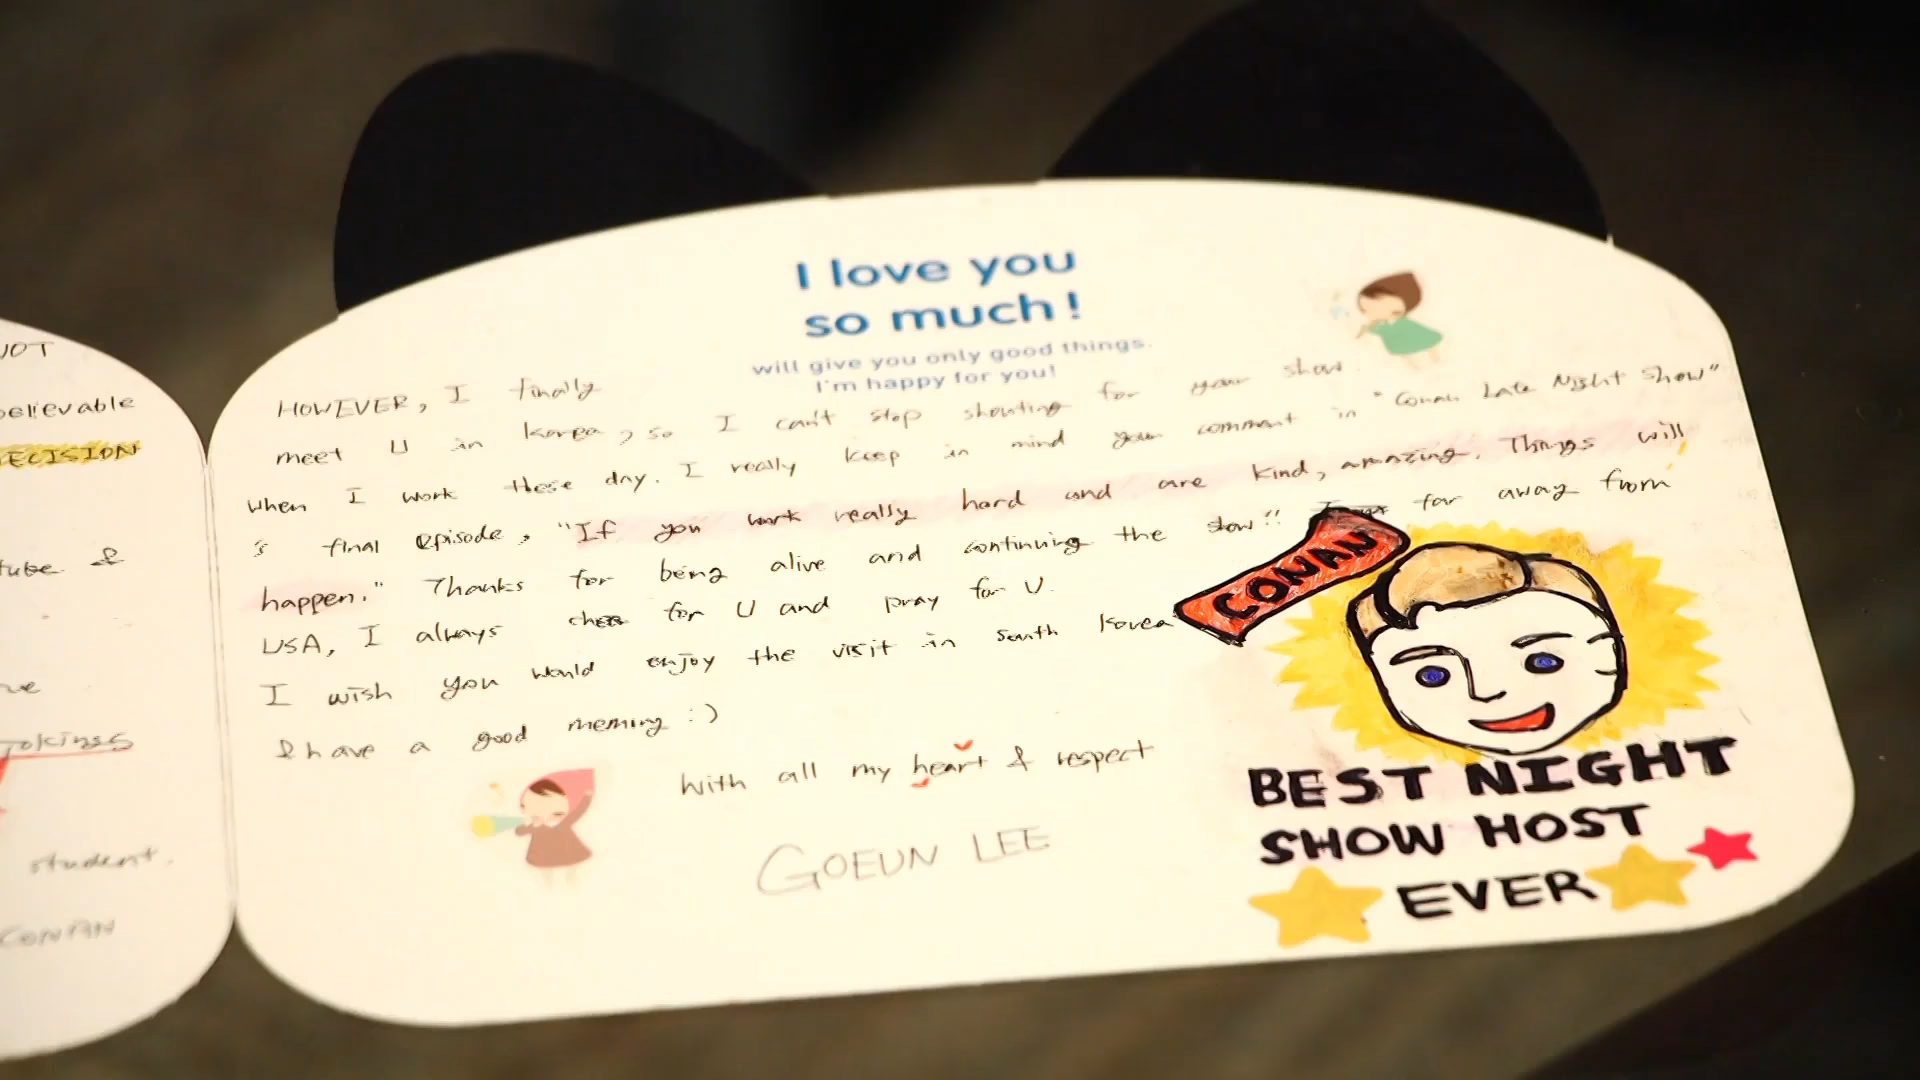 believable
ECISION
tube &
student.
CONAN
I love you
so much!
will give you only good things.
I'm happy for you!
HOWEVER, I finally
meet U in Korea, so I can't stop shouting for your show
when I work these day. I really keep in mind your comment in "Conan Late Night Show"
's final episode, "If you work really hard and are kind, amazing. Things will
happen." Thanks for being alive and continuing the show!! far away from
USA, I always cheer for U and pray for U.
I wish you would enjoy the visit in South Korea
& have a good memory :)
With all my heart & respect
GOEUN LEE
CONAN
BEST NIGHT
SHOW HOST
EVER